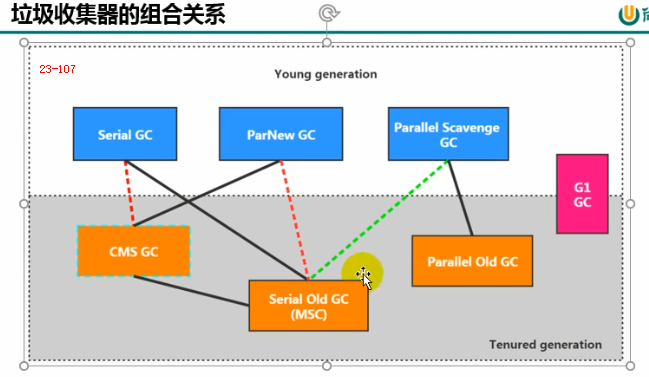 垃圾收集器的组合关系
23-107
Young generation
Serial GC
ParNew GC
Parallel Scavenge
GC
G1
GC
CMS GC
Parallel Old GC
Serial Old GC
(MSC)
Tenured generation